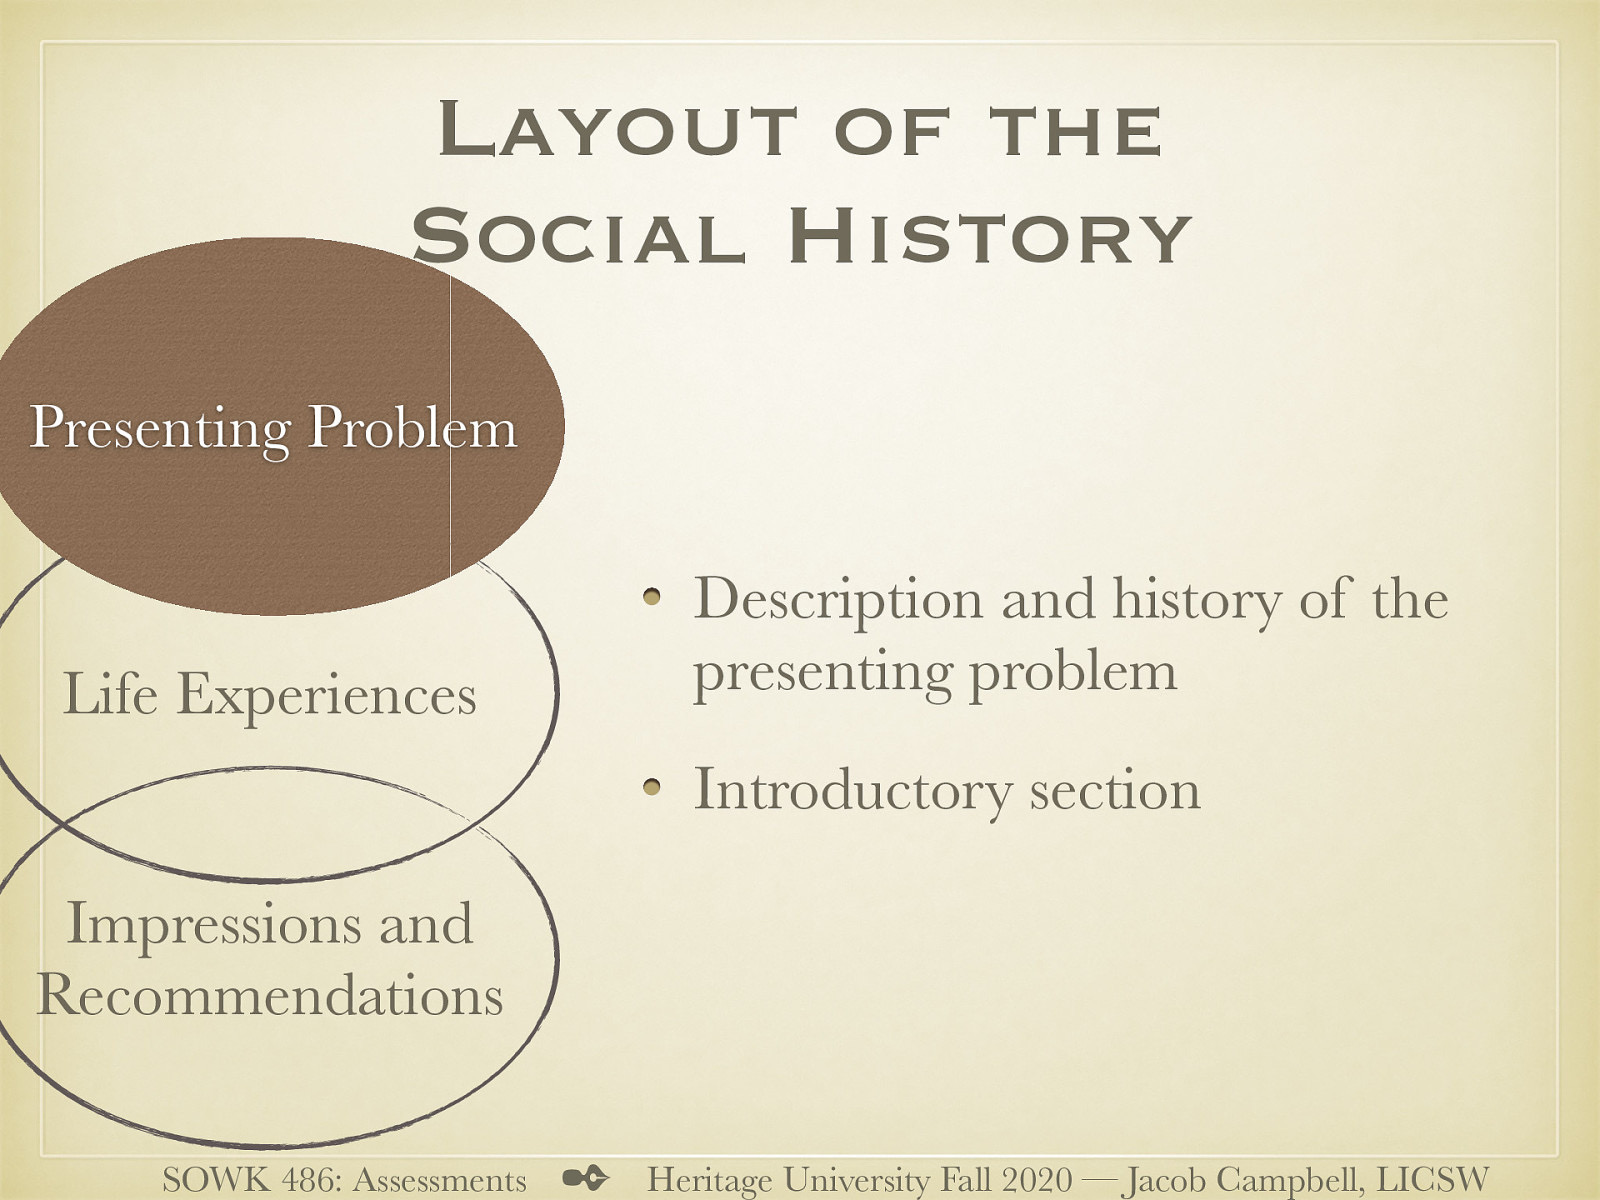 LAYOUT OF THE
SOCIAL HISTORY
Presenting Problem
Life Experiences
Impressions and
Recommendations
• Description and history of the
presenting problem
• Introductory section
SOWK 486: Assessments ✒ Heritage University Fall 2020 — Jacob Campbell, LICSW